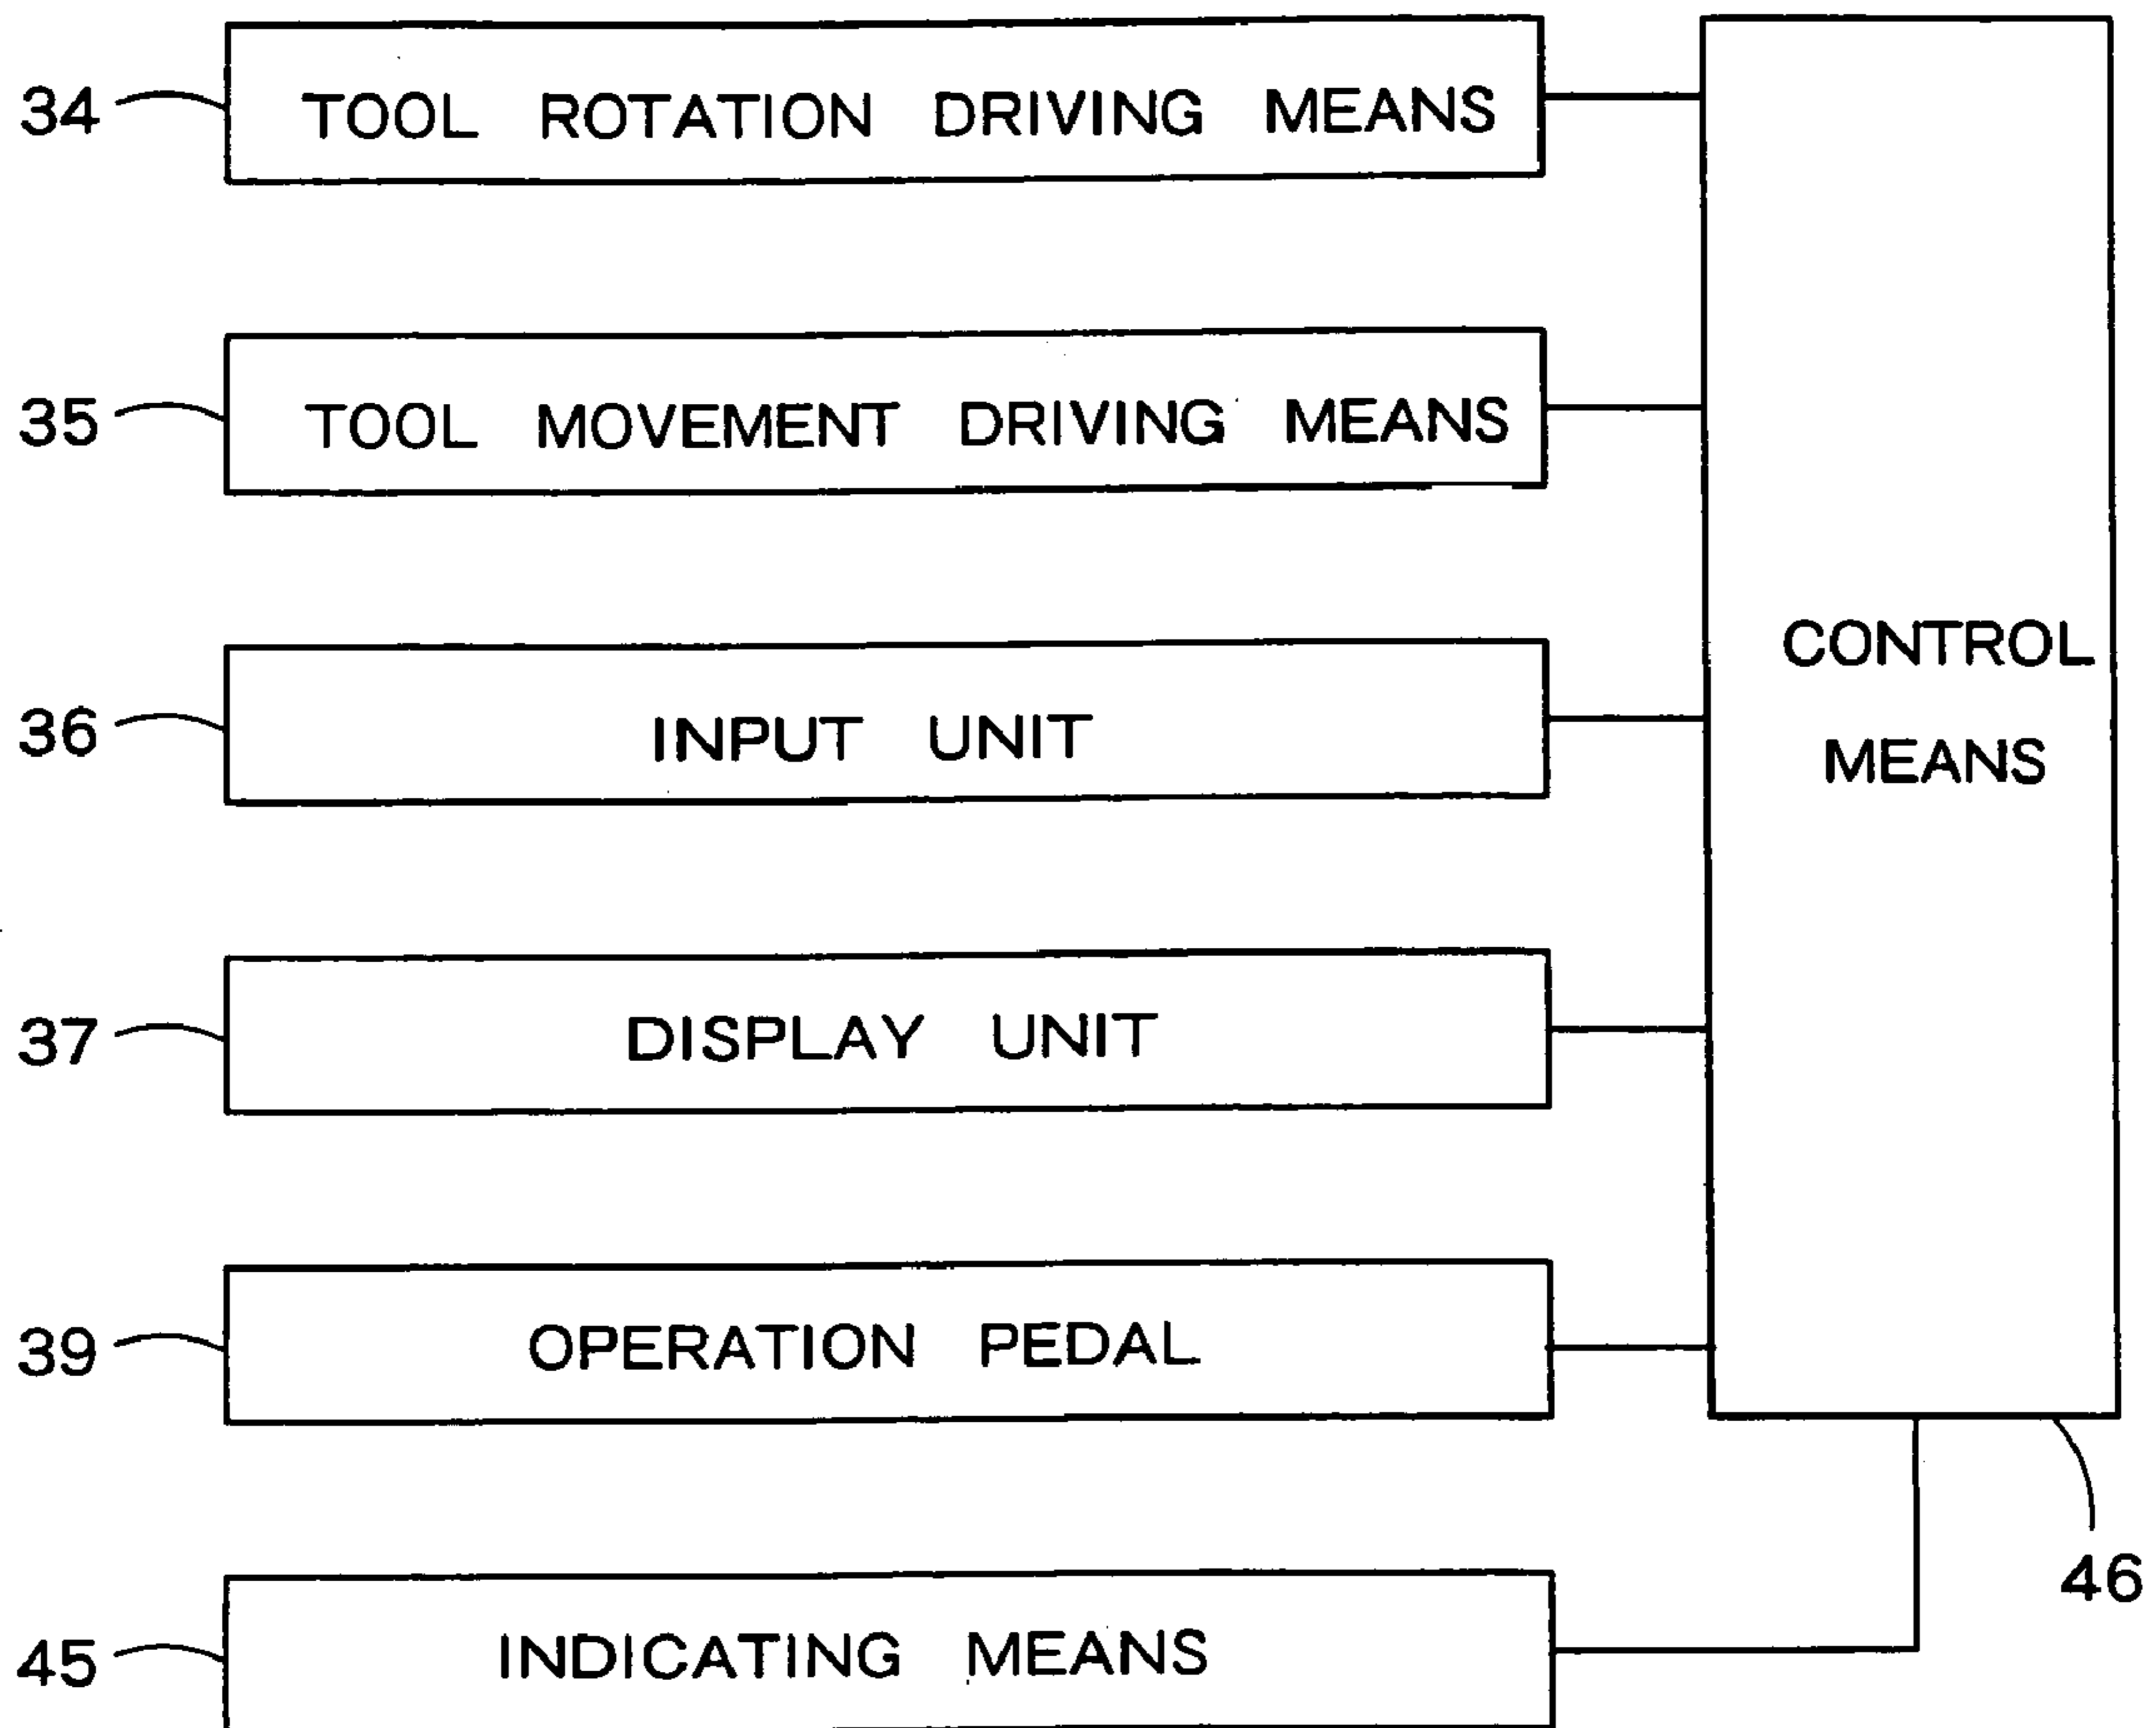 34 TOOL ROTATION DRIVING MEANS
35 TOOL MOVEMENT DRIVING MEANS
36 INPUT UNIT
CONTROL
MEANS
37 DISPLAY UNIT
39 OPERATION PEDAL
46
45 INDICATING MEANS